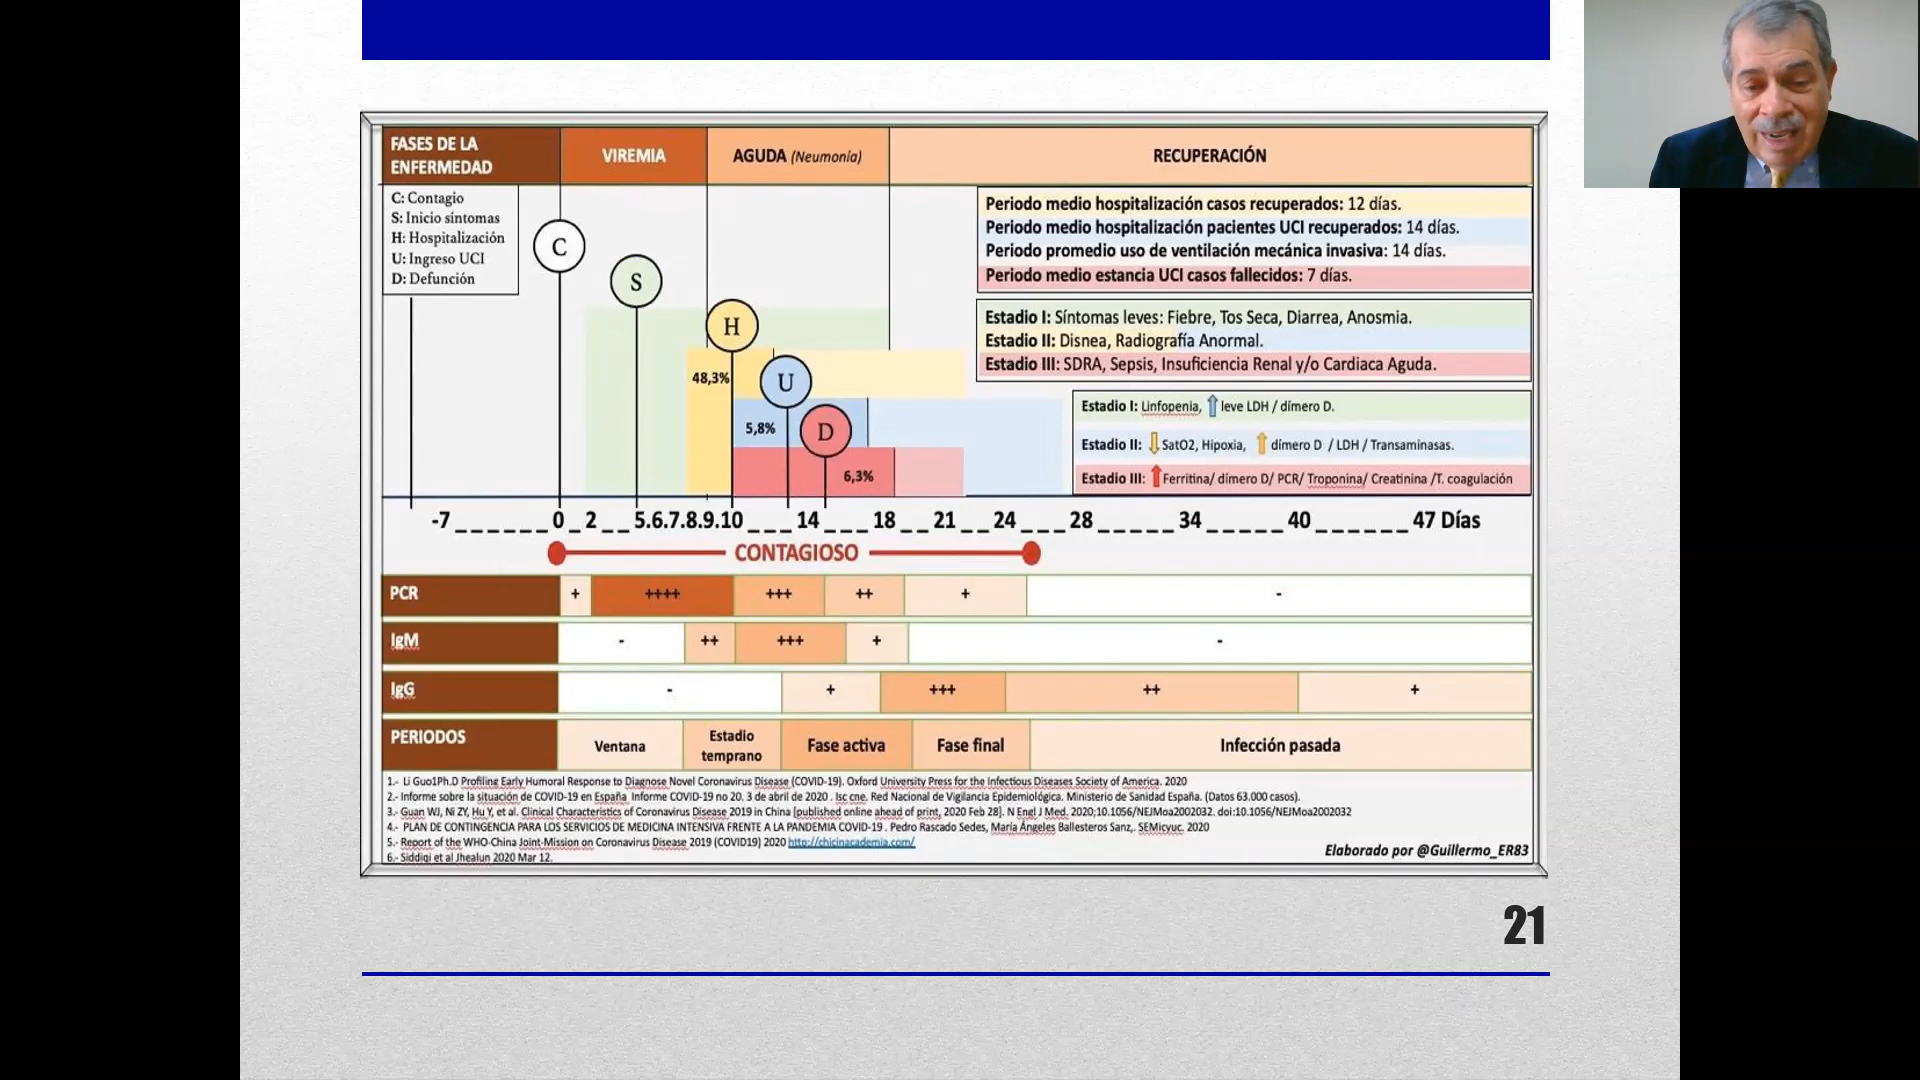 FASES DE LA
ENFERMEDAD
VIREMIA
AGUDA (Neumonía)
RECUPERACIÓN
C: Contagio
S: Inicio síntomas
H: Hospitalización
U: Ingreso UCI
D: Defunción
C
S
H
U
D
48,3%
5,8%
6,3%
Periodo medio hospitalización casos recuperados: 12 días.
Periodo medio hospitalización pacientes UCI recuperados: 14 días.
Periodo promedio uso de ventilación mecánica invasiva: 14 días.
Periodo medio estancia UCI casos fallecidos: 7 días.
Estadio I: Síntomas leves: Fiebre, Tos Seca, Diarrea, Anosmia.
Estadio II: Disnea, Radiografía Anormal.
Estadio III: SDRA, Sepsis, Insuficiencia Renal y/o Cardiaca Aguda.
Estadio I: Linfopenia, ⇧ leve LDH / dímero D.
Estadio II: ⇩ SatO2, Hipoxia, ⇧ dímero D / LDH / Transaminasas.
Estadio III: ⇧ Ferritina/ dímero D/ PCR/ Troponina/ Creatinina /T. coagulación
-7 _ _ _ _ _ _ 0 _ 2 _ _ 5.6.7.8.9.10 _ _ _ 14 _ _ _ 18 _ _ 21 _ _ 24 _ _ _ 28 _ _ _ _ _ 34 _ _ _ _ _ 40 _ _ _ _ _ _ 47 Días
CONTAGIOSO
PCR + ++++ +++ ++ + -
IgM - ++ +++ + -
IgG - + +++ ++ +
PERIODOS
Ventana
Estadio
temprano
Fase activa
Fase final
Infección pasada
1.- Li Guo1Ph.D Profiling Early Humoral Response to Diagnose Novel Coronavirus Disease (COVID-19). Oxford University Press for the Infectious Diseases Society of America. 2020
2.- Informe sobre la situación de COVID-19 en España Informe COVID-19 no 20. 3 de abril de 2020 . Isc cne. Red Nacional de Vigilancia Epidemiológica. Ministerio de Sanidad España. (Datos 63.000 casos).
3.- Guan WJ, Ni ZY, Hu Y, et al. Clinical Characteristics of Coronavirus Disease 2019 in China [published online ahead of print, 2020 Feb 28]. N Engl J Med. 2020;10.1056/NEJMoa2002032. doi:10.1056/NEJMoa2002032
4.- PLAN DE CONTINGENCIA PARA LOS SERVICIOS DE MEDICINA INTENSIVA FRENTE A LA PANDEMIA COVID-19 . Pedro Rascado Sedes, María Ángeles Ballesteros Sanz,. SEMicyuc. 2020
5.- Report of the WHO-China Joint-Mission on Coronavirus Disease 2019 (COVID19) 2020 http://chicinacademia.com/
6.- Siddiqi et al Jhealun 2020 Mar 12.
Elaborado por @Guillermo_ER83
21